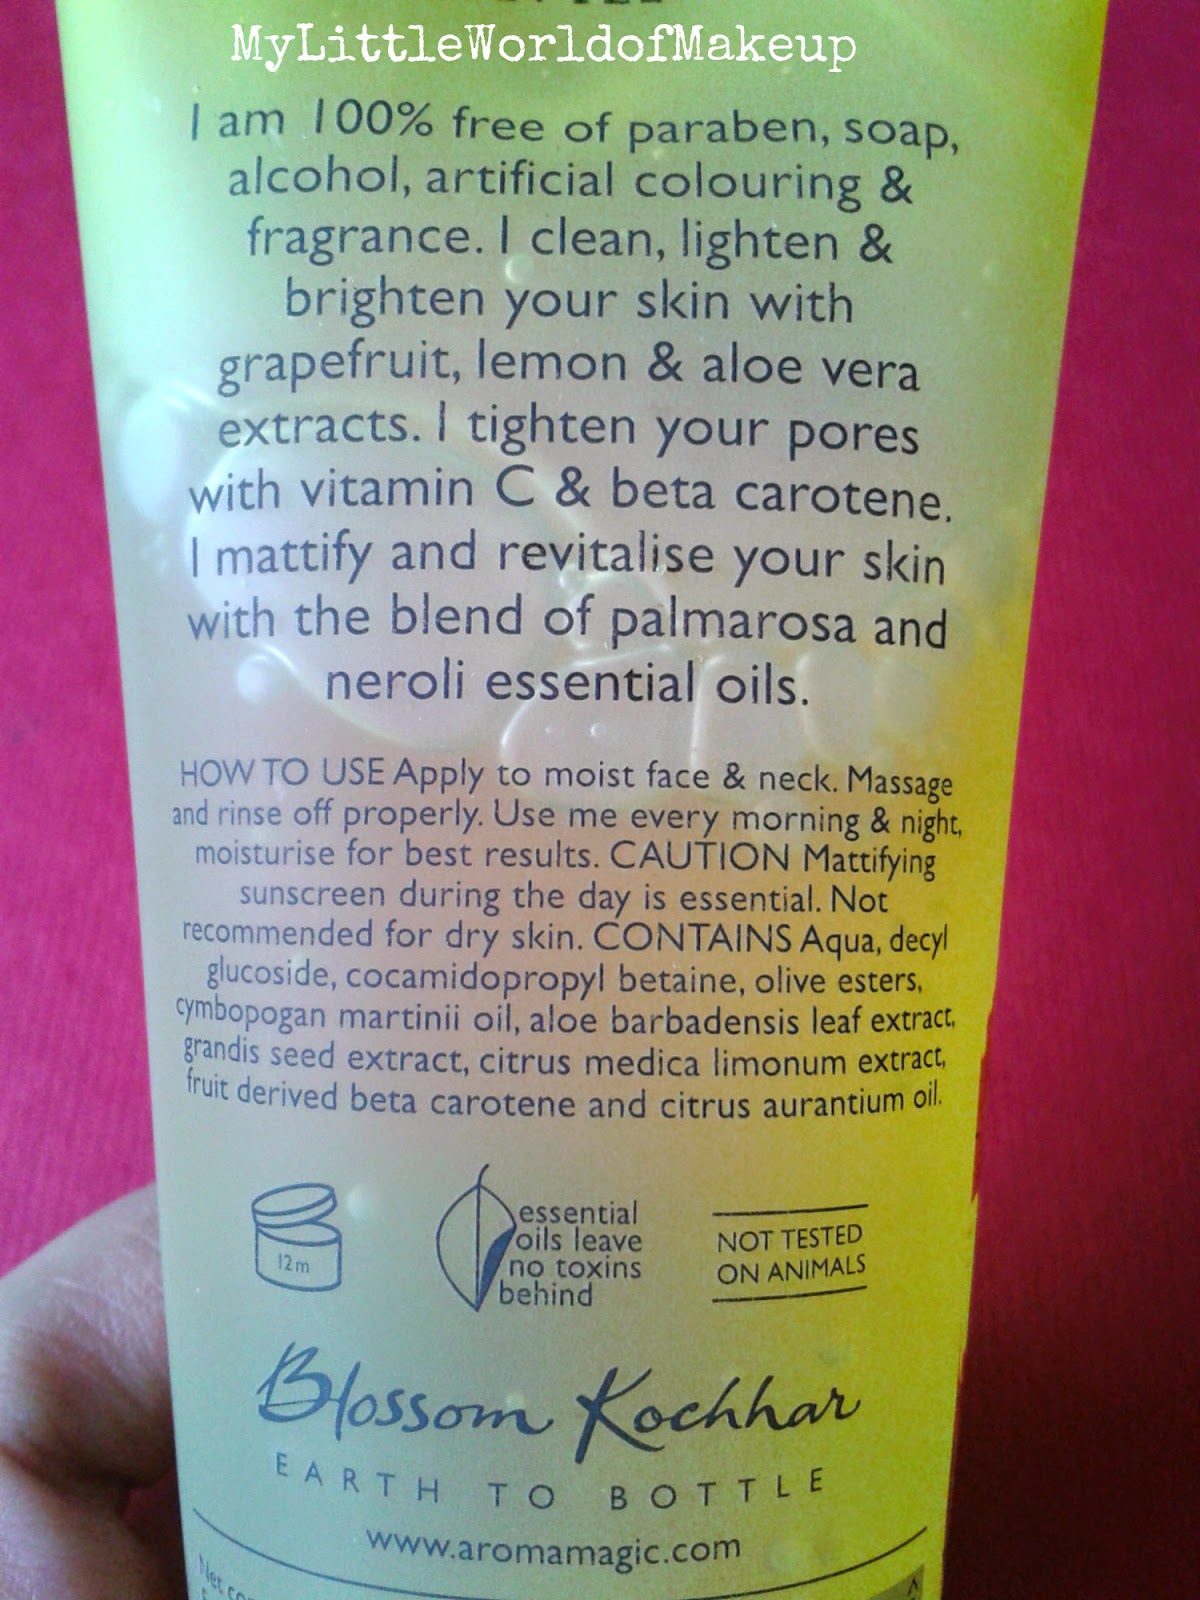 MyLittleWorldofMakeup
I am 100% free of paraben, soap,
alcohol, artificial colouring &
fragrance. I clean, lighten &
brighten your skin with
grapefruit, lemon & aloe vera
extracts. I tighten your pores
with vitamin C & beta carotene.
I mattify and revitalise your skin
with the blend of palmarosa and
neroli essential oils.
HOW TO USE Apply to moist face & neck. Massage
and rinse off properly. Use me every morning & night,
moisturise for best results. CAUTION Mattifying
sunscreen during the day is essential. Not
recommended for dry skin. CONTAINS Aqua, decyl
glucoside, cocamidopropyl betaine, olive esters,
cymbopogan martinii oil, aloe barbadensis leaf extract,
grandis seed extract, citrus medica limonum extract,
fruit derived beta carotene and citrus aurantium oil.
12m
essential
oils leave
no toxins
behind
NOT TESTED
ON ANIMALS
Blossom Kochhar
EARTH TO BOTTLE
www.aromamagic.com
Net